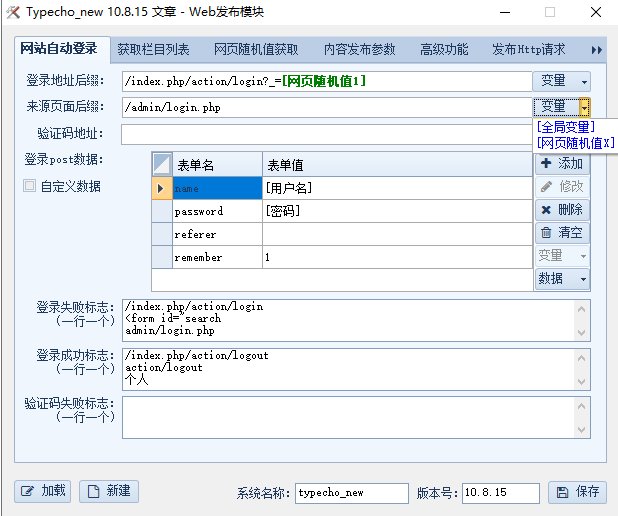 Typecho_new 10.8.15 文章 - Web发布模块
网站自动登录 获取栏目列表 网页随机值获取 内容发布参数 高级功能 发布Http请求
登录地址后缀: /index.php/action/login?_=[网页随机值1] 变量
来源页面后缀: /admin/login.php 变量
[全局变量]
[网页随机值X]
验证码地址:
登录post数据: 表单名 表单值 添加
自定义数据 name [用户名] 修改
password [密码] 删除
referer 清空
remember 1 变量
数据
登录失败标志: /index.php/action/login
(一行一个) <form id="search
admin/login.php
登录成功标志: /index.php/action/logout
(一行一个) action/logout
个人
验证码失败标志:
(一行一个)
加载 新建 系统名称: typecho_new 版本号: 10.8.15 保存